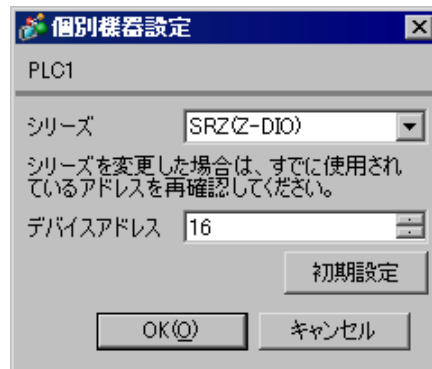 個別機器設定
PLC1
シリーズ SRZ(Z-DIO)
シリーズを変更した場合は、すでに使用され
ているアドレスを再確認してください。
デバイスアドレス 16
初期設定
OK(O) キャンセル